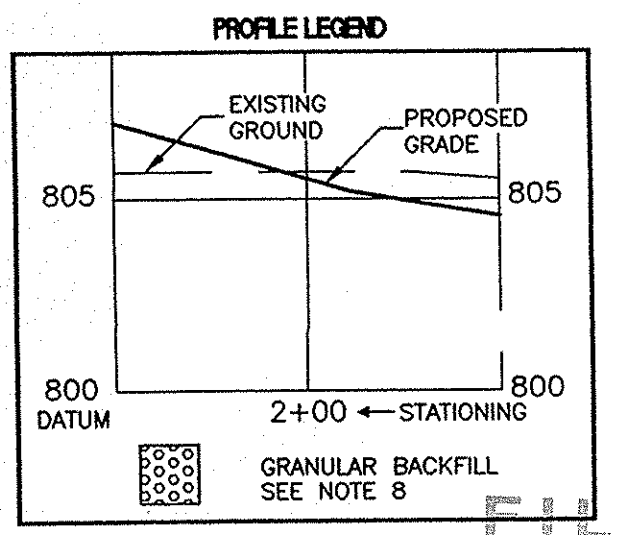 PROFILE LEGEND
EXISTING
GROUND
PROPOSED
GRADE
805
805
800
800
DATUM
2+00
STATIONING
GRANULAR BACKFILL
SEE NOTE 8